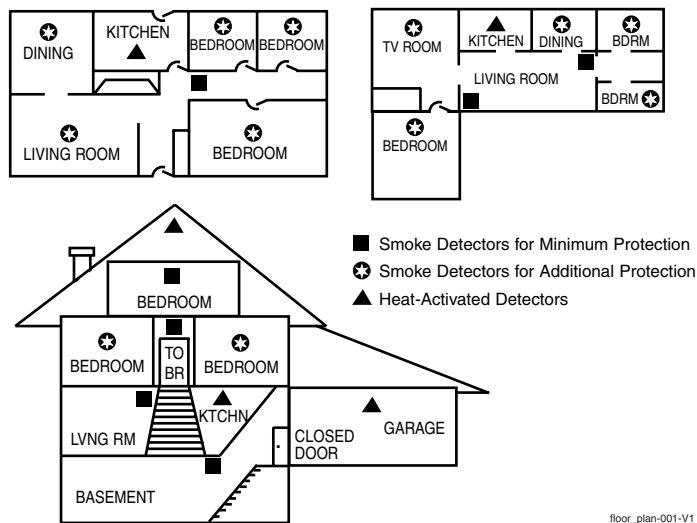 DINING
KITCHEN
BEDROOM
BEDROOM
LIVING ROOM
BEDROOM
TV ROOM
KITCHEN
DINING
BDRM
LIVING ROOM
BDRM
BEDROOM
Smoke Detectors for Minimum Protection
Smoke Detectors for Additional Protection
Heat-Activated Detectors
BEDROOM
BEDROOM
TO
BR
BEDROOM
LVNG RM
KTCHN
CLOSED
DOOR
GARAGE
BASEMENT
floor_plan-001-V1